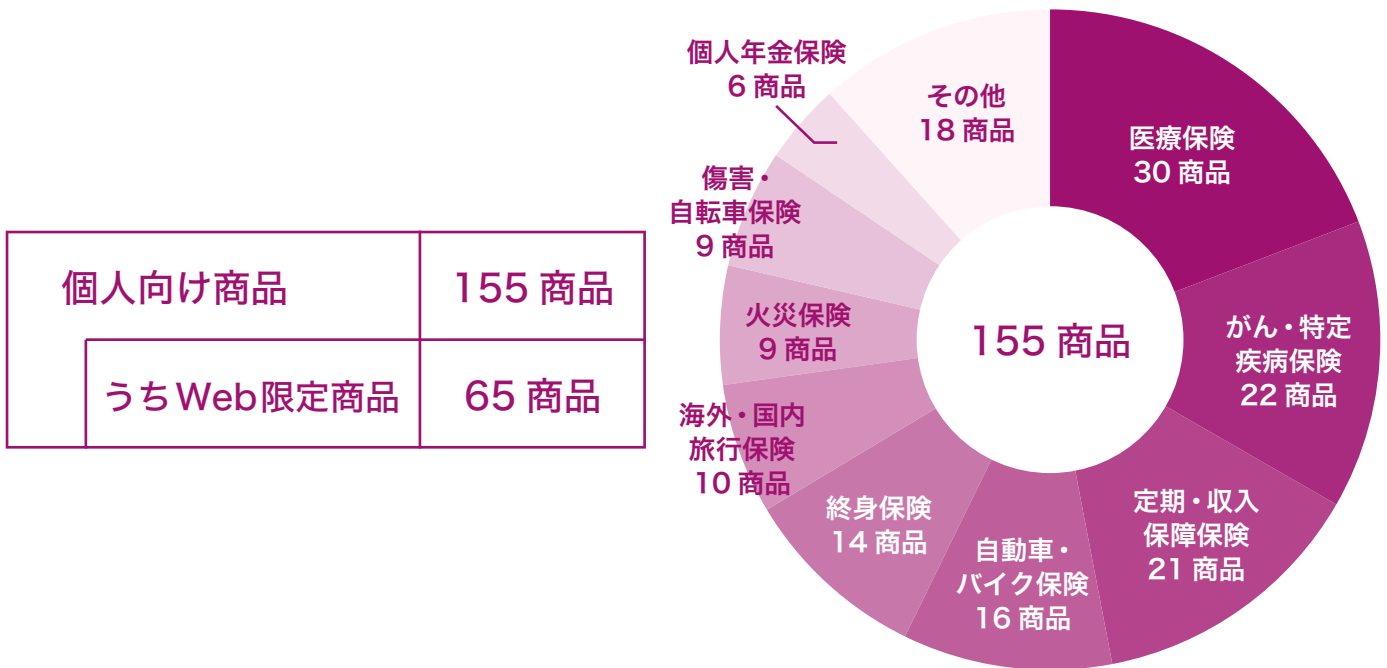 個人向け商品
155 商品
うちWeb限定商品
65 商品
155 商品
医療保険
30 商品
がん・特定
疾病保険
22 商品
定期・収入
保障保険
21 商品
自動車・
バイク保険
16 商品
終身保険
14 商品
海外・国内
旅行保険
10 商品
火災保険
9 商品
傷害・
自転車保険
9 商品
個人年金保険
6 商品
その他
18 商品